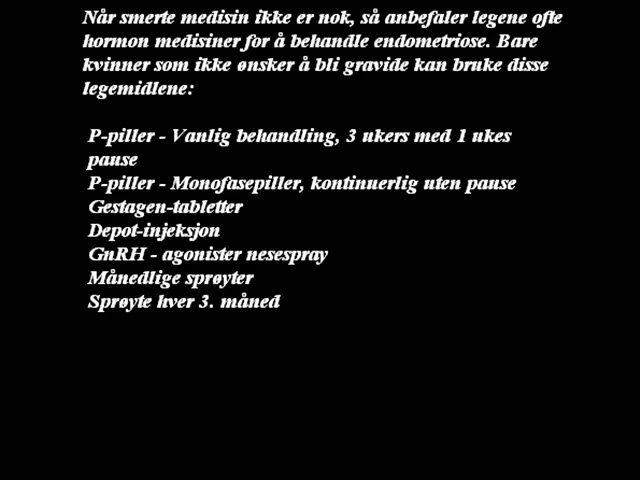 Når smerte medisin ikke er nok, så anbefaler legene ofte
hormon medisiner for å behandle endometriose. Bare
kvinner som ikke ønsker å bli gravide kan bruke disse
legemidlene:
P-piller - Vanlig behandling, 3 ukers med 1 ukes
pause
P-piller - Monofasepiller, kontinuerlig uten pause
Gestagen-tabletter
Depot-injeksjon
GnRH - agonister nesespray
Månedlige sprøyter
Sprøyte hver 3. måned